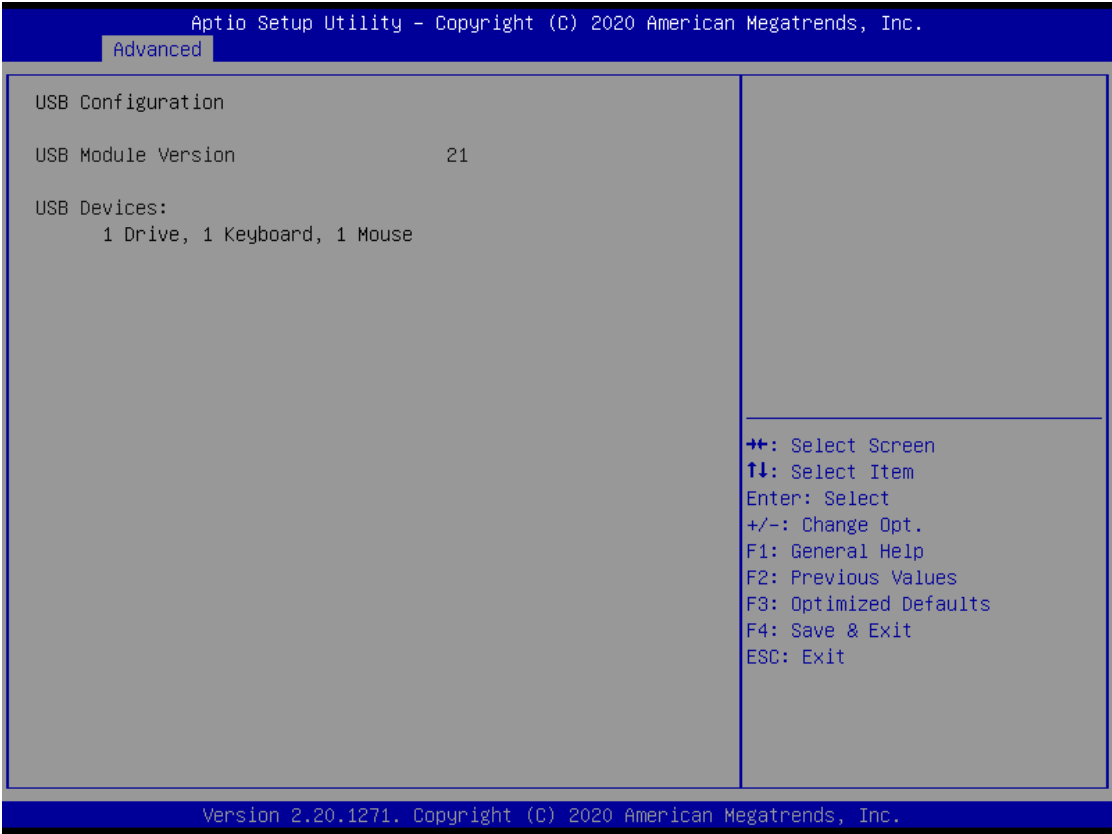 Aptio Setup Utility – Copyright (C) 2020 American Megatrends, Inc.
Advanced
USB Configuration
USB Module Version 21
USB Devices:
1 Drive, 1 Keyboard, 1 Mouse
→←: Select Screen
↑↓: Select Item
Enter: Select
+/-: Change Opt.
F1: General Help
F2: Previous Values
F3: Optimized Defaults
F4: Save & Exit
ESC: Exit
Version 2.20.1271. Copyright (C) 2020 American Megatrends, Inc.